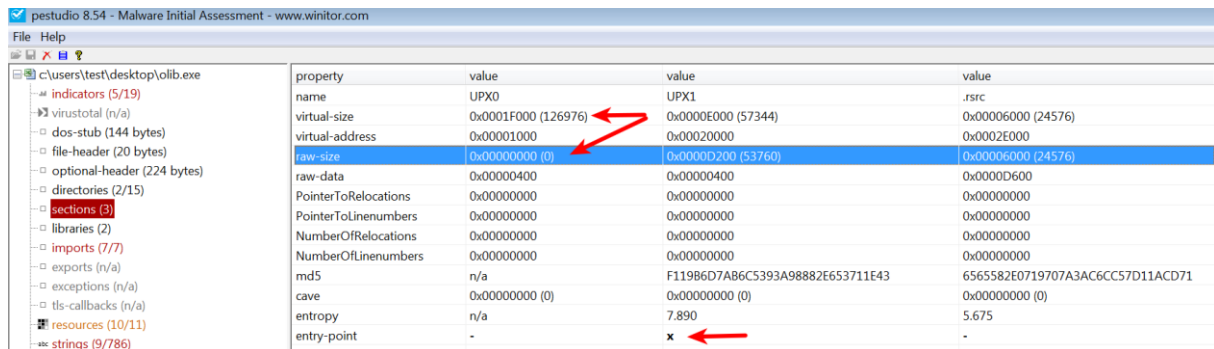 pestudio 8.54 - Malware Initial Assessment - www.winitor.com
File Help
c:\users\test\desktop\olib.exe
indicators (5/19)
virustotal (n/a)
dos-stub (144 bytes)
file-header (20 bytes)
optional-header (224 bytes)
directories (2/15)
sections (3)
libraries (2)
imports (7/7)
exports (n/a)
exceptions (n/a)
tls-callbacks (n/a)
resources (10/11)
strings (9/786)
property value value value
name UPX0 UPX1 .rsrc
virtual-size 0x0001F000 (126976) 0x0000E000 (57344) 0x00006000 (24576)
virtual-address 0x00001000 0x00020000 0x0002E000
raw-size 0x00000000 (0) 0x0000D200 (53760) 0x00006000 (24576)
raw-data 0x00000400 0x00000400 0x0000D600
PointerToRelocations 0x00000000 0x00000000 0x00000000
PointerToLinenumbers 0x00000000 0x00000000 0x00000000
NumberOfRelocations 0x00000000 0x00000000 0x00000000
NumberOfLinenumbers 0x00000000 0x00000000 0x00000000
md5 n/a F119B6D7AB6C5393A98882E653711E43 6565582E0719707A3AC6CC57D11ACD71
cave 0x00000000 (0) 0x00000000 (0) 0x00000000 (0)
entropy n/a 7.890 5.675
entry-point - x -